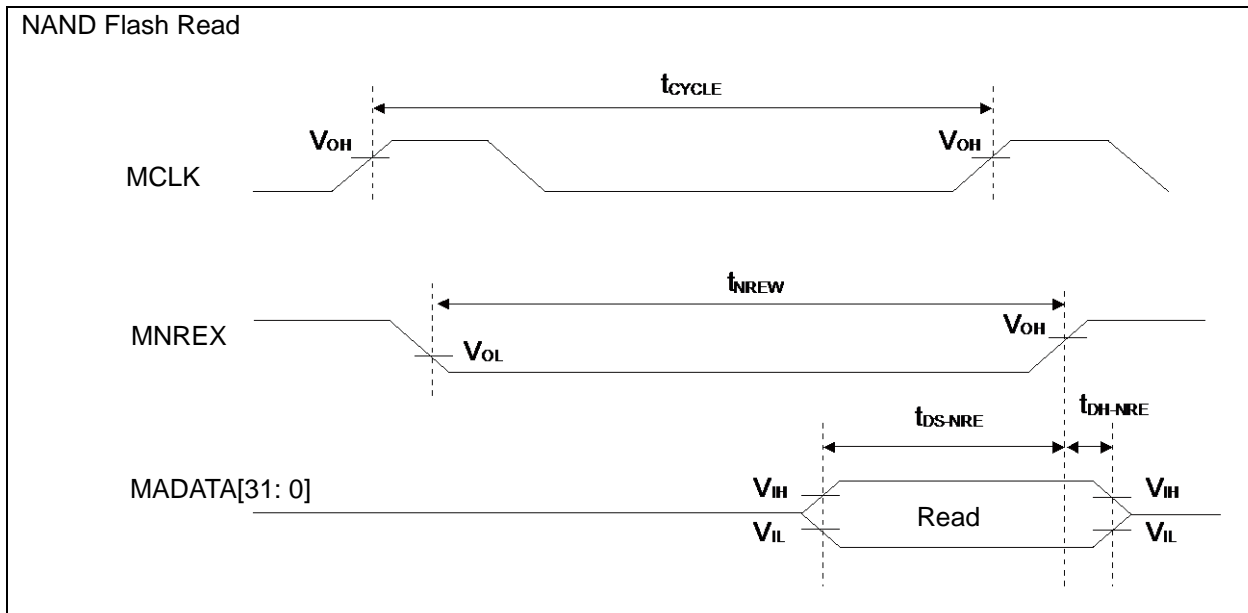 NAND Flash Read
tCYCLE
VOH
VOH
MCLK
tNREW
MNREX
VOL
VOH
tDS-NRE
tDH-NRE
MADATA[31: 0]
VIH
VIH
Read
VIL
VIL